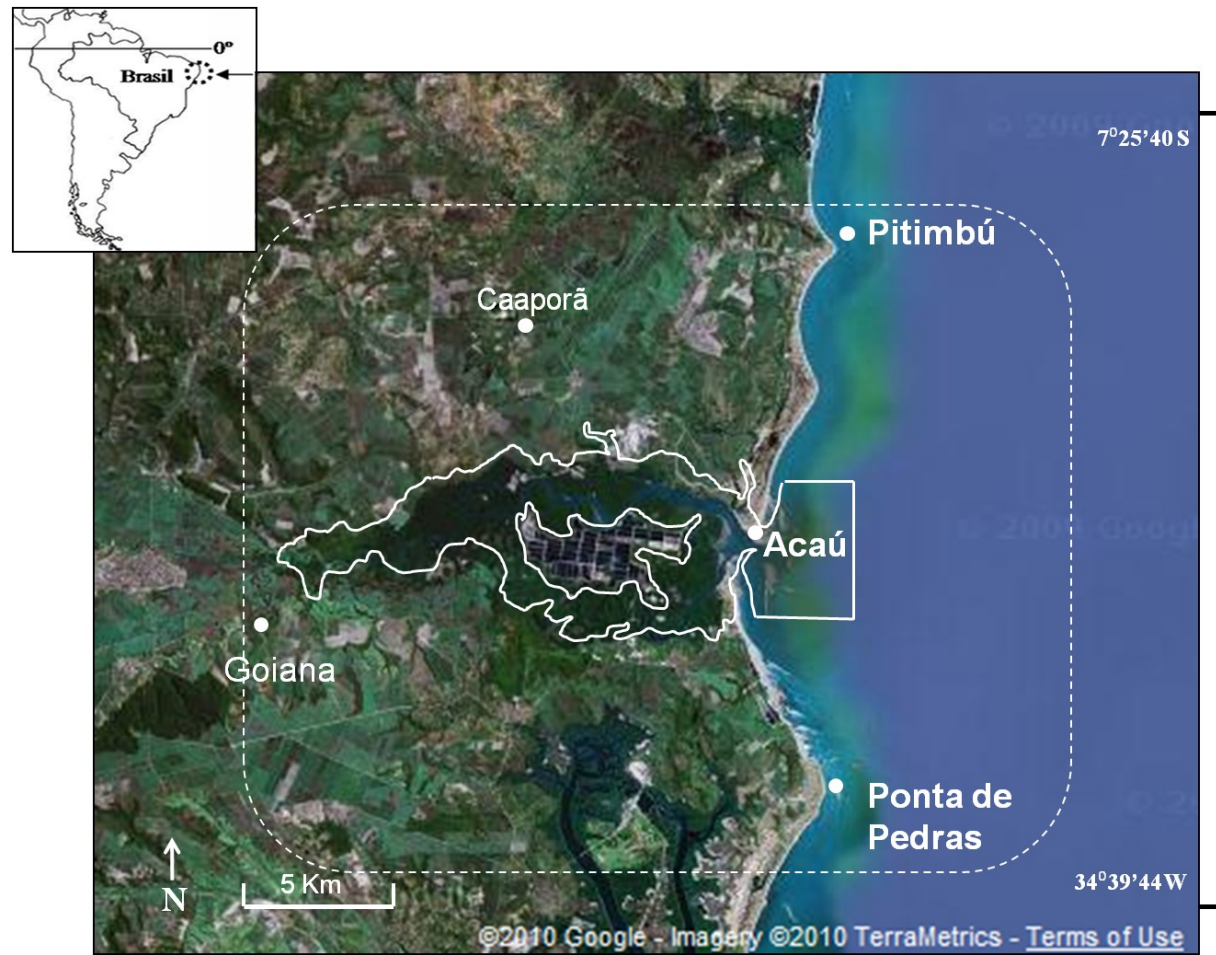 0º
Brasil
7º25'40 S
Pitimbú
Caaporã
Acaú
Goiana
Ponta de
Pedras
5 Km
N
34º39'44W
©2010 Google - Imagery ©2010 TerraMetrics - Terms of Use